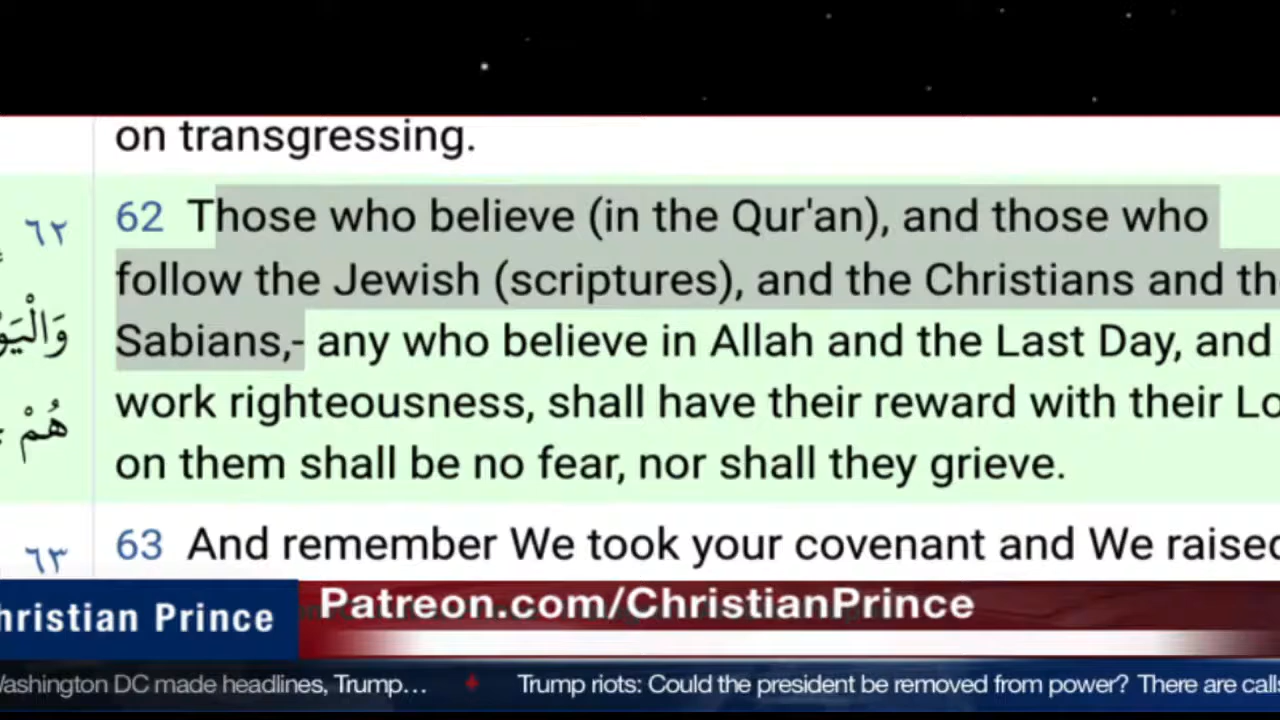 on transgressing.
٦٢
62 Those who believe (in the Qur'an), and those who
follow the Jewish (scriptures), and the Christians and
Sabians,- any who believe in Allah and the Last Day, and
work righteousness, shall have their reward with their
on them shall be no fear, nor shall they grieve.
هُمْ
٦٣
63 And remember We took your covenant and We raised
Christian Prince
Patreon.com/ChristianPrince
Washington DC made headlines, Trump… Trump riots: Could the president be removed from power? There are calls